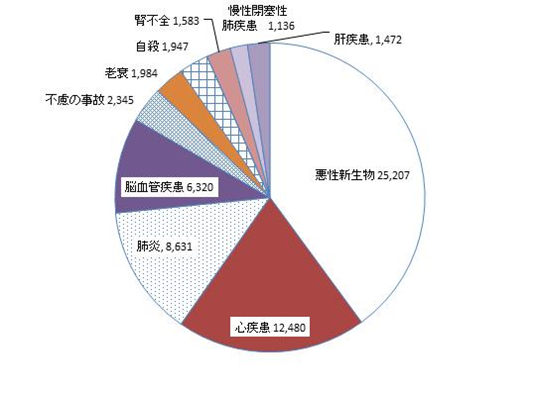 慢性閉塞性
肺疾患 1,136
腎不全 1,583
肝疾患, 1,472
自殺 1,947
老衰 1,984
不慮の事故 2,345
悪性新生物 25,207
脳血管疾患 6,320
肺炎, 8,631
心疾患 12,480